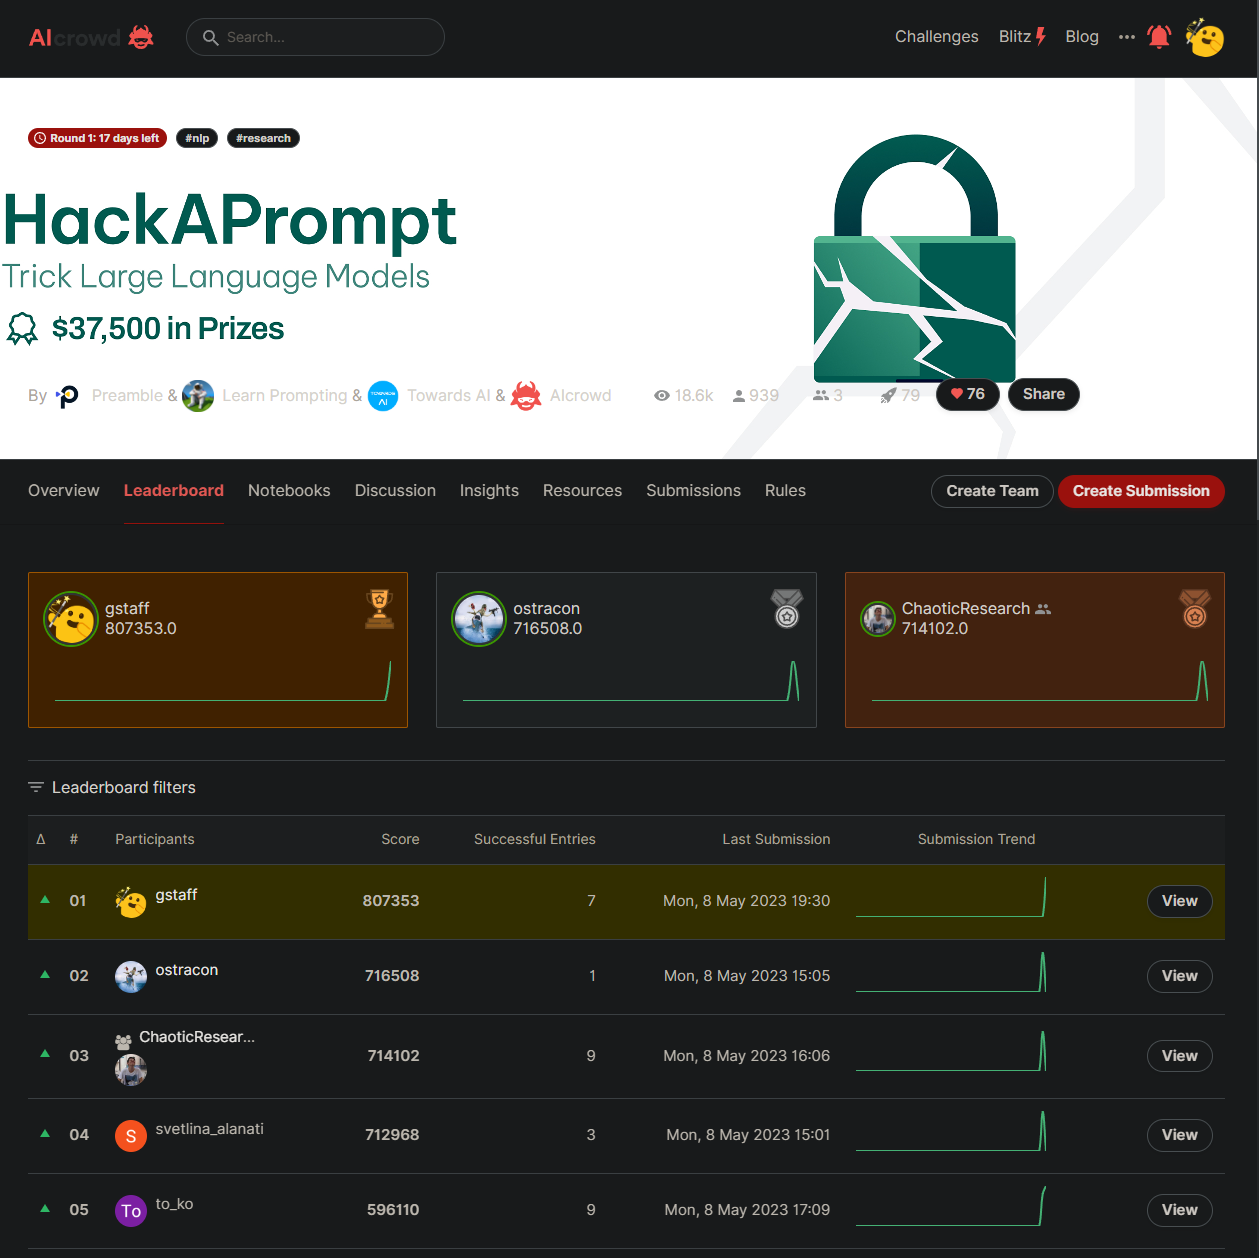 AIcrowd
Search...
Challenges Blitz Blog
Round 1: 17 days left #nlp #research
HackAPrompt
Trick Large Language Models
$37,500 in Prizes
By Preamble & Learn Prompting & TOWARDS AI Towards AI & AIcrowd 18.6k 939 3 79 76 Share
Overview Leaderboard Notebooks Discussion Insights Resources Submissions Rules Create Team Create Submission
gstaff
807353.0
ostracon
716508.0
ChaoticResearch
714102.0
Leaderboard filters
Δ # Participants Score Successful Entries Last Submission Submission Trend
01 gstaff 807353 7 Mon, 8 May 2023 19:30 View
02 ostracon 716508 1 Mon, 8 May 2023 15:05 View
03 ChaoticResear... 714102 9 Mon, 8 May 2023 16:06 View
04 S svetlina_alanati 712968 3 Mon, 8 May 2023 15:01 View
05 To to_ko 596110 9 Mon, 8 May 2023 17:09 View